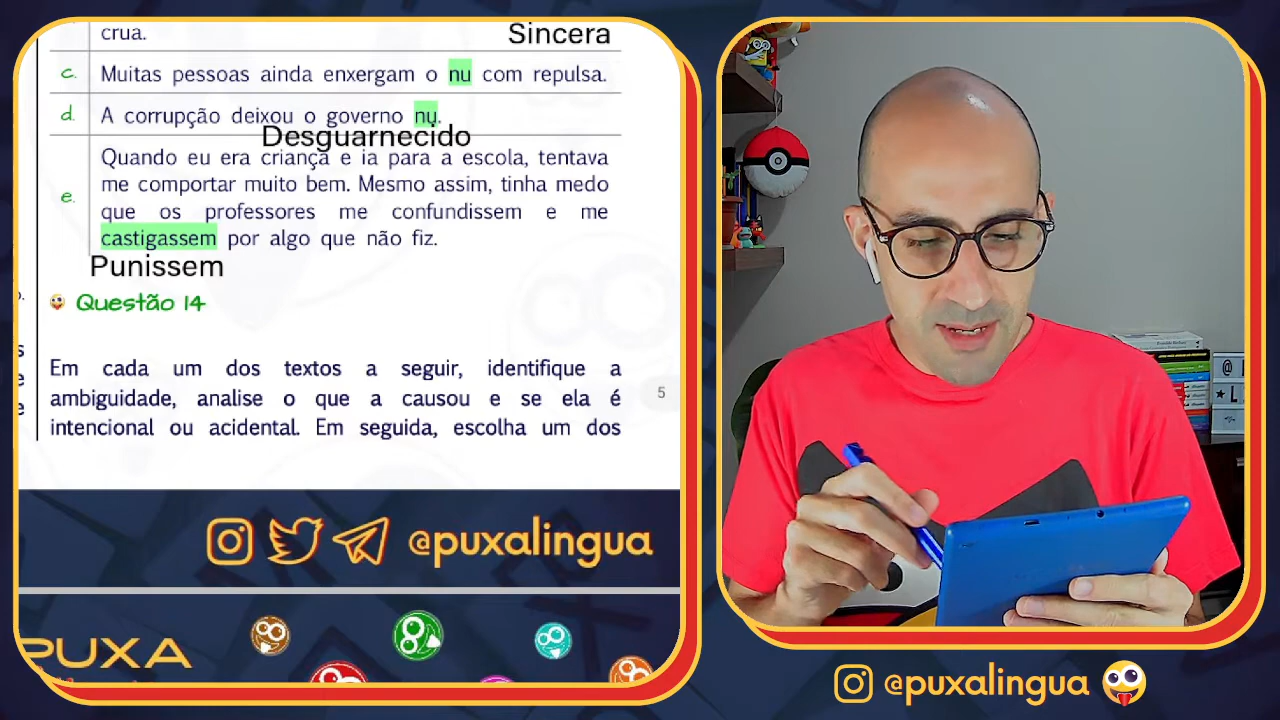 crua.
Sincera
c. Muitas pessoas ainda enxergam o nu com repulsa.
d. A corrupção deixou o governo nu.
Desguarnecido
Quando eu era criança e ia para a escola, tentava
me comportar muito bem. Mesmo assim, tinha medo
e. que os professores me confundissem e me
castigassem por algo que não fiz.
Punissem
Questão 14
Em cada um dos textos a seguir, identifique a
ambiguidade, analise o que a causou e se ela é
5
intencional ou acidental. Em seguida, escolha um dos
s
e
e
@puxalingua
PUXA
@puxalingua